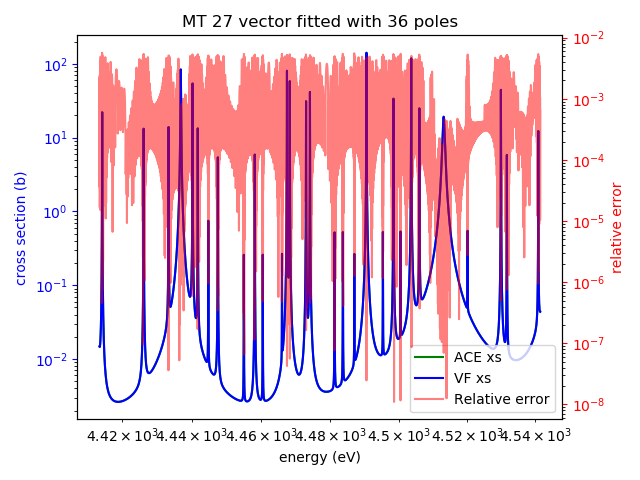 MT 27 vector fitted with 36 poles
cross section (b)
10²
10¹
10⁰
10⁻¹
10⁻²
10⁻²
10⁻³
10⁻⁴
10⁻⁵
10⁻⁶
10⁻⁷
10⁻⁸
relative error
ACE xs
VF xs
Relative error
4.42 × 10³ 4.44 × 10³ 4.46 × 10³ 4.48 × 10³ 4.5 × 10³ 4.52 × 10³ 4.54 × 10³
energy (eV)